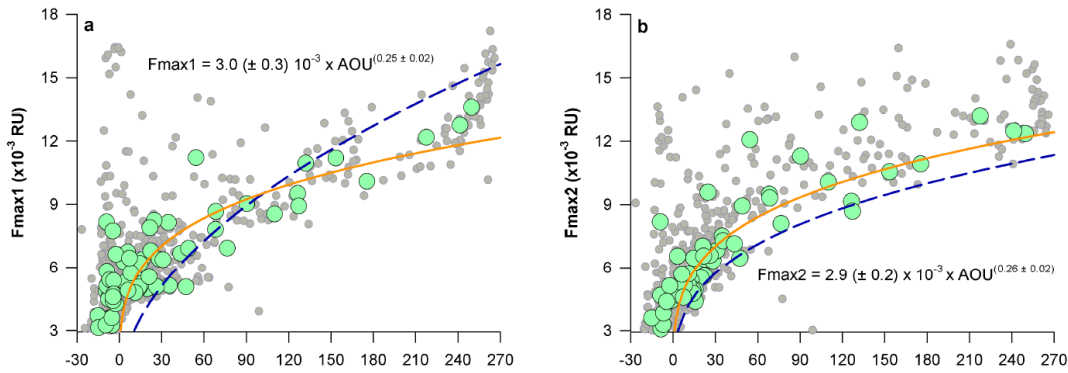 a
Fmax1 = 3.0 (± 0.3) 10⁻³ x AOU⁽⁰·²⁵ ± ⁰·⁰²⁾
Fmax1 (x10⁻³ RU)
18
15
12
9
6
3
-30 0 30 60 90 120 150 180 210 240 270
b
Fmax2 = 2.9 (± 0.2) x 10⁻³ x AOU⁽⁰·²⁶ ± ⁰·⁰²⁾
Fmax2 (x10⁻³ RU)
18
15
12
9
6
3
-30 0 30 60 90 120 150 180 210 240 270